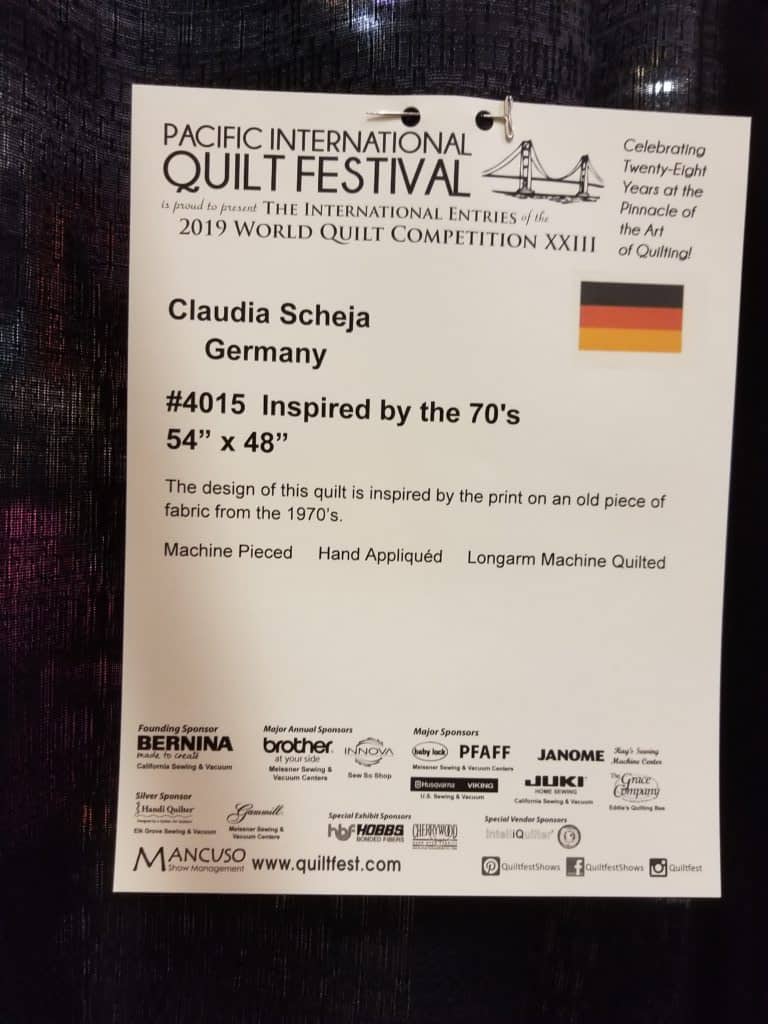 PACIFIC INTERNATIONAL
QUILT FESTIVAL
is proud to present THE INTERNATIONAL ENTRIES of the
2019 WORLD QUILT COMPETITION XXIII
Celebrating
Twenty-Eight
Years at the
Pinnacle of
the Art
of Quilting!
Claudia Scheja
Germany
#4015 Inspired by the 70's
54” x 48”
The design of this quilt is inspired by the print on an old piece of
fabric from the 1970’s.
Machine Pieced Hand Appliquéd Longarm Machine Quilted
Founding Sponsor
BERNINA
made to create
California Sewing & Vacuum
Major Annual Sponsors
brother
at your side
Meissner Sewing &
Vacuum Centers
INNOVA
Sew So Shop
Major Sponsors
baby lock
PFAFF
Meissner Sewing & Vacuum Centers
Husqvarna VIKING
U.S. Sewing & Vacuum
JANOME
Ray's Sewing
Machine Center
JUKI
HOME SEWING
California Sewing & Vacuum
The Grace
Company
Eddie's Quilting Bee
Silver Sponsor
Handi Quilter
Elk Grove Sewing & Vacuum
Gammill
Meissner Sewing &
Vacuum Centers
Special Exhibit Sponsors
hbf HOBBS
BONDED FIBERS
CHERRYWOOD
Special Vendor Sponsors
IntelliQuilter
MANCUSO
Show Management
www.quiltfest.com
QuiltfestShows
QuiltfestShows
Quiltfest